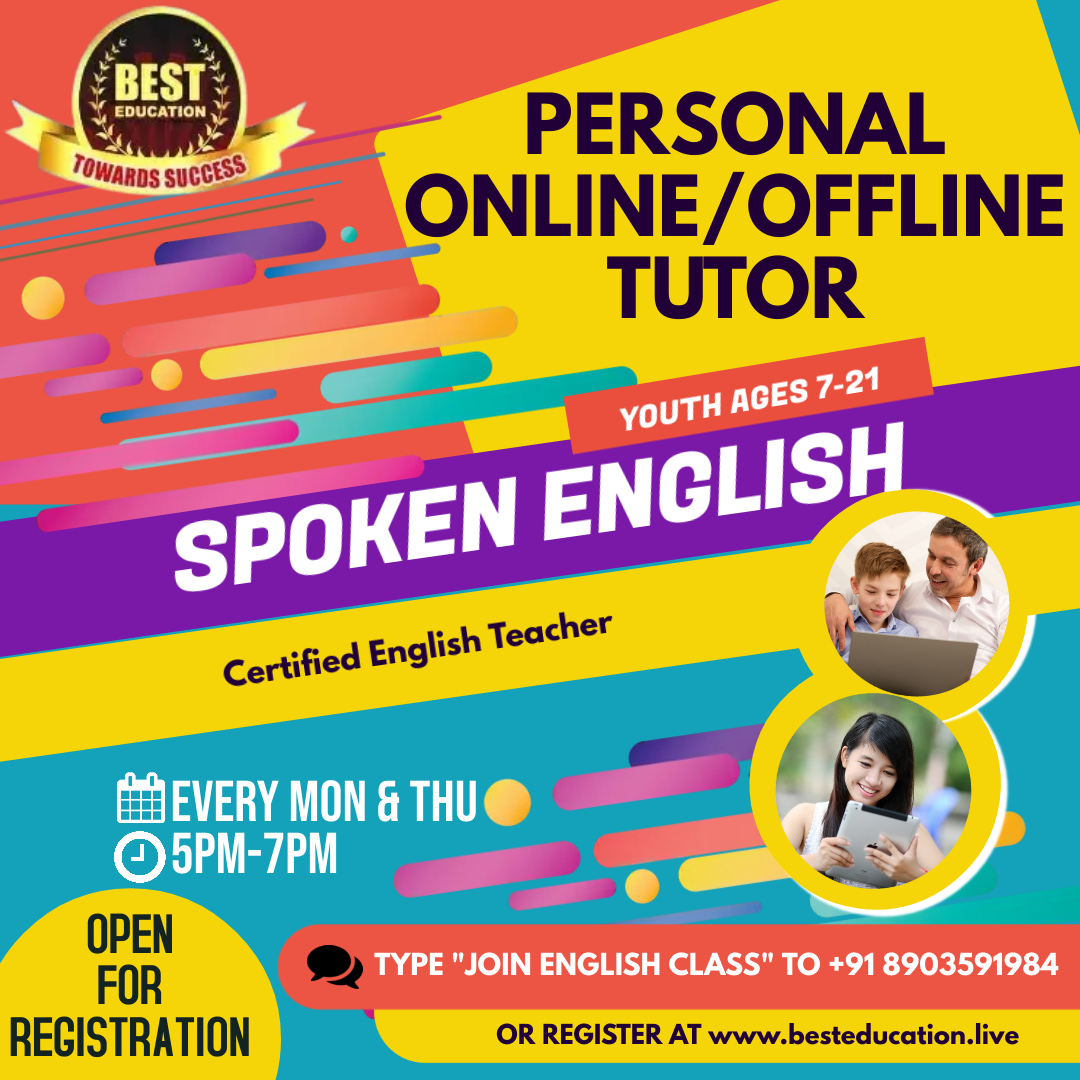 BEST
EDUCATION
TOWARDS SUCCESS
PERSONAL
ONLINE/OFFLINE
TUTOR
YOUTH AGES 7-21
SPOKEN ENGLISH
Certified English Teacher
EVERY MON & THU
5PM-7PM
OPEN
FOR
REGISTRATION
TYPE "JOIN ENGLISH CLASS" TO +91 8903591984
OR REGISTER AT www.besteducation.live